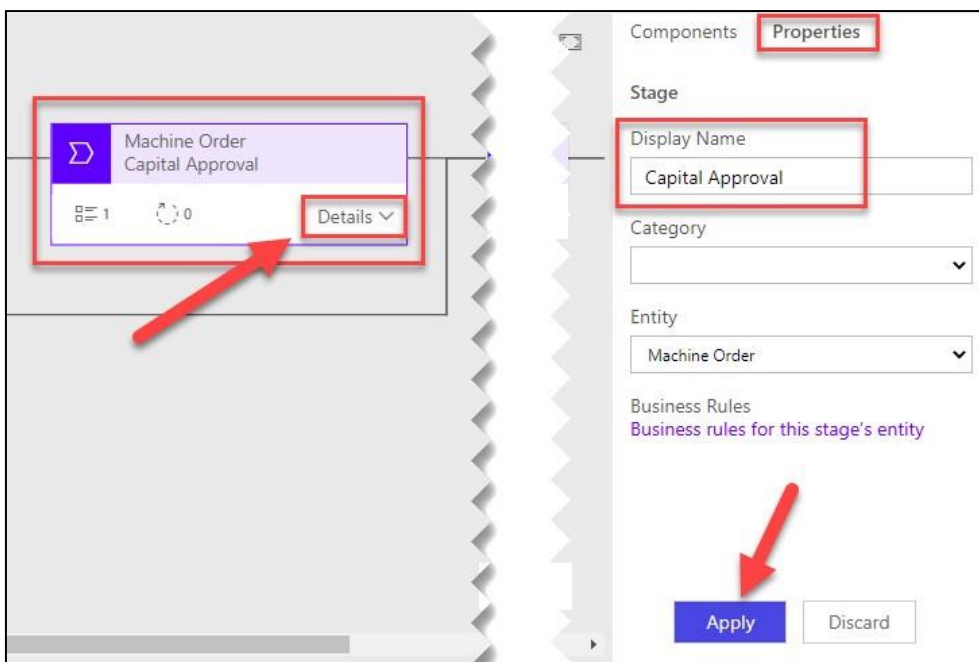 Machine Order
Capital Approval
1
0
Details
Components
Properties
Stage
Display Name
Capital Approval
Category
Entity
Machine Order
Business Rules
Business rules for this stage's entity
Apply
Discard